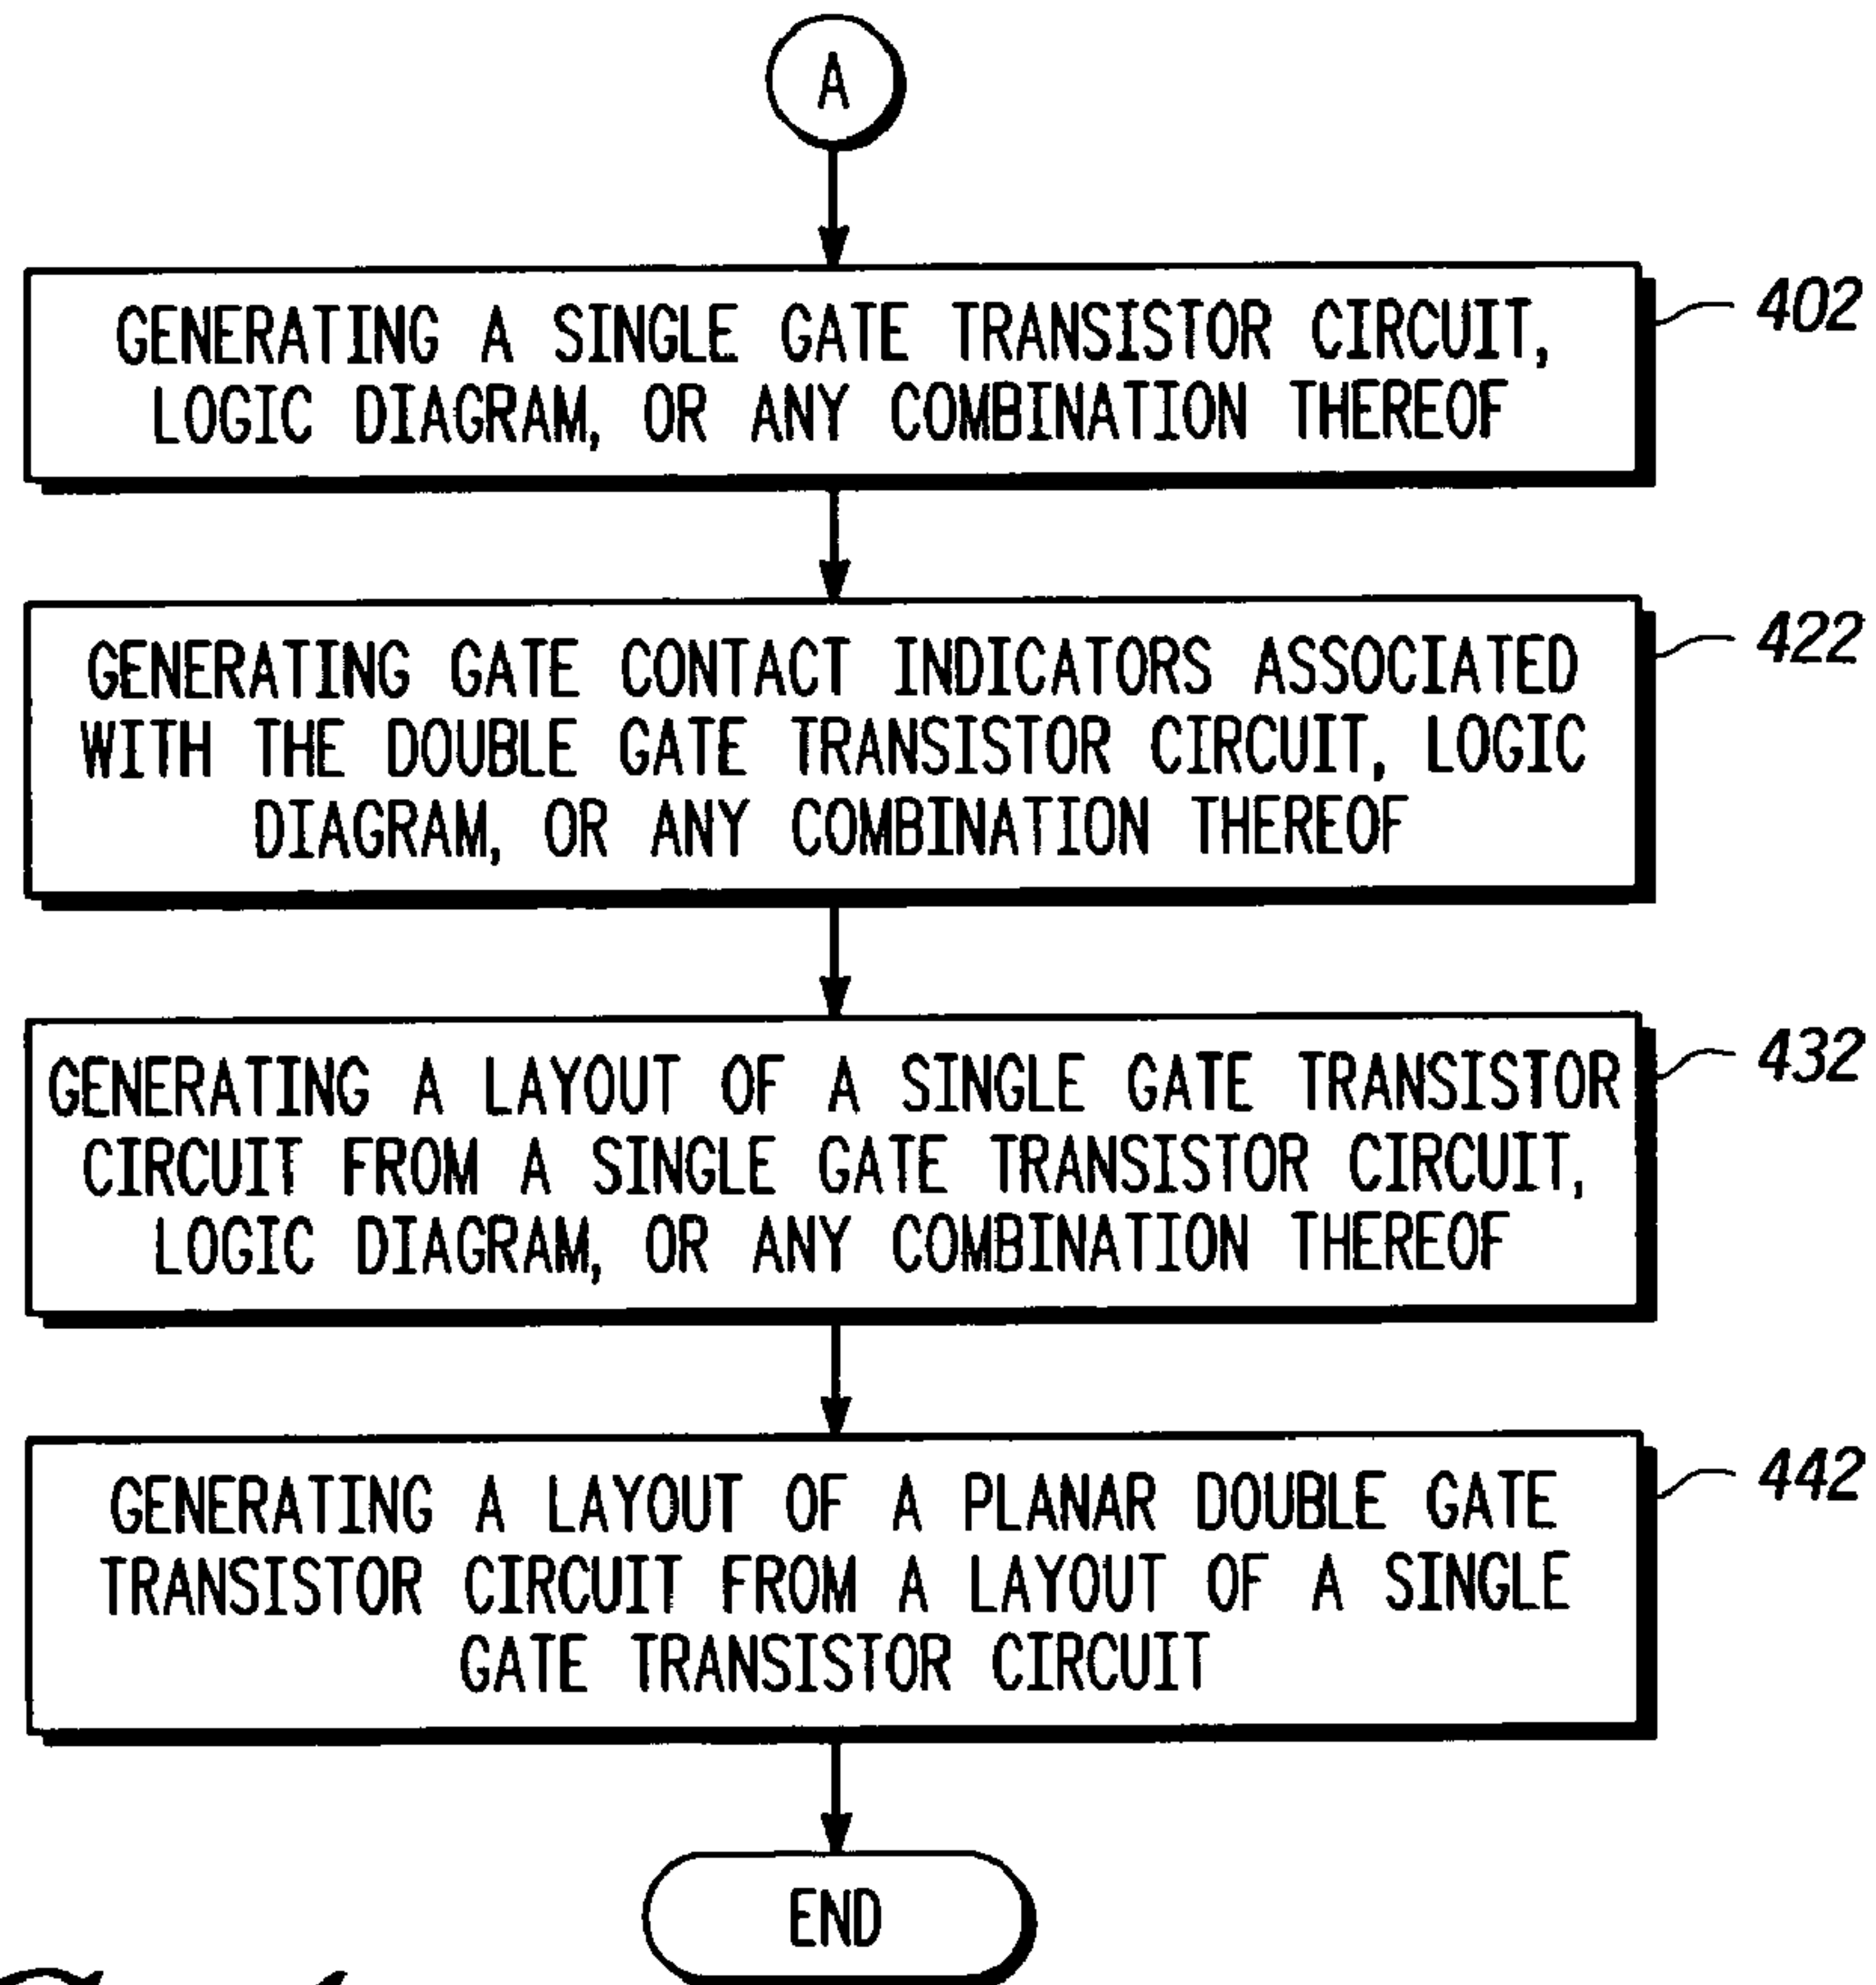 A
GENERATING A SINGLE GATE TRANSISTOR CIRCUIT,
LOGIC DIAGRAM, OR ANY COMBINATION THEREOF
402
GENERATING GATE CONTACT INDICATORS ASSOCIATED
WITH THE DOUBLE GATE TRANSISTOR CIRCUIT, LOGIC
DIAGRAM, OR ANY COMBINATION THEREOF
422
GENERATING A LAYOUT OF A SINGLE GATE TRANSISTOR
CIRCUIT FROM A SINGLE GATE TRANSISTOR CIRCUIT,
LOGIC DIAGRAM, OR ANY COMBINATION THEREOF
432
GENERATING A LAYOUT OF A PLANAR DOUBLE GATE
TRANSISTOR CIRCUIT FROM A LAYOUT OF A SINGLE
GATE TRANSISTOR CIRCUIT
442
END